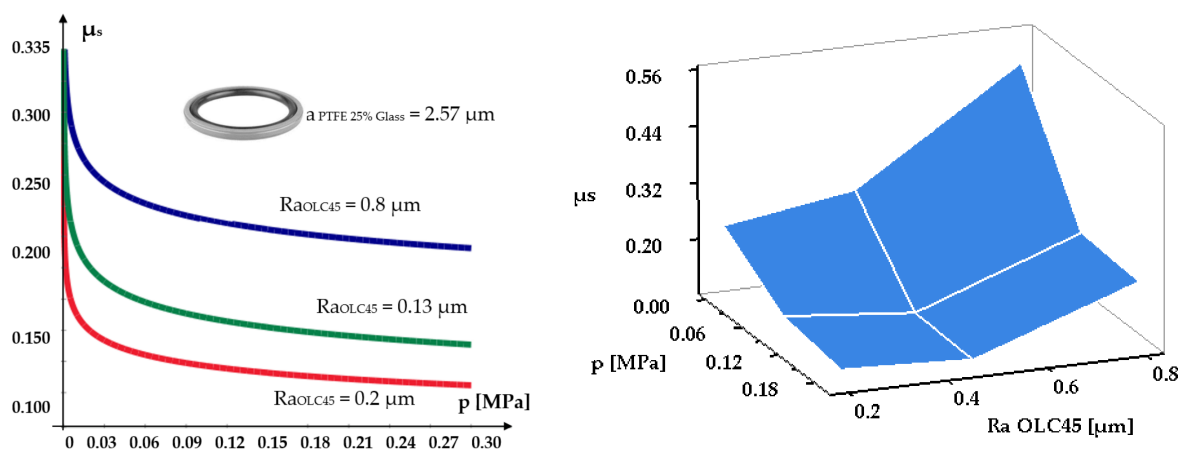 μs
0.335
0.300
0.250
0.200
0.150
0.100
a PTFE 25% Glass = 2.57 μm
RaOLC45 = 0.8 μm
RaOLC45 = 0.13 μm
RaOLC45 = 0.2 μm
p [MPa]
0 0.03 0.06 0.09 0.12 0.15 0.18 0.21 0.24 0.27 0.30
0.56
0.44
0.32
μs
0.20
0.00
0.06
p [MPa]
0.12
0.18
0.2
0.4
0.6
0.8
Ra OLC45 [μm]